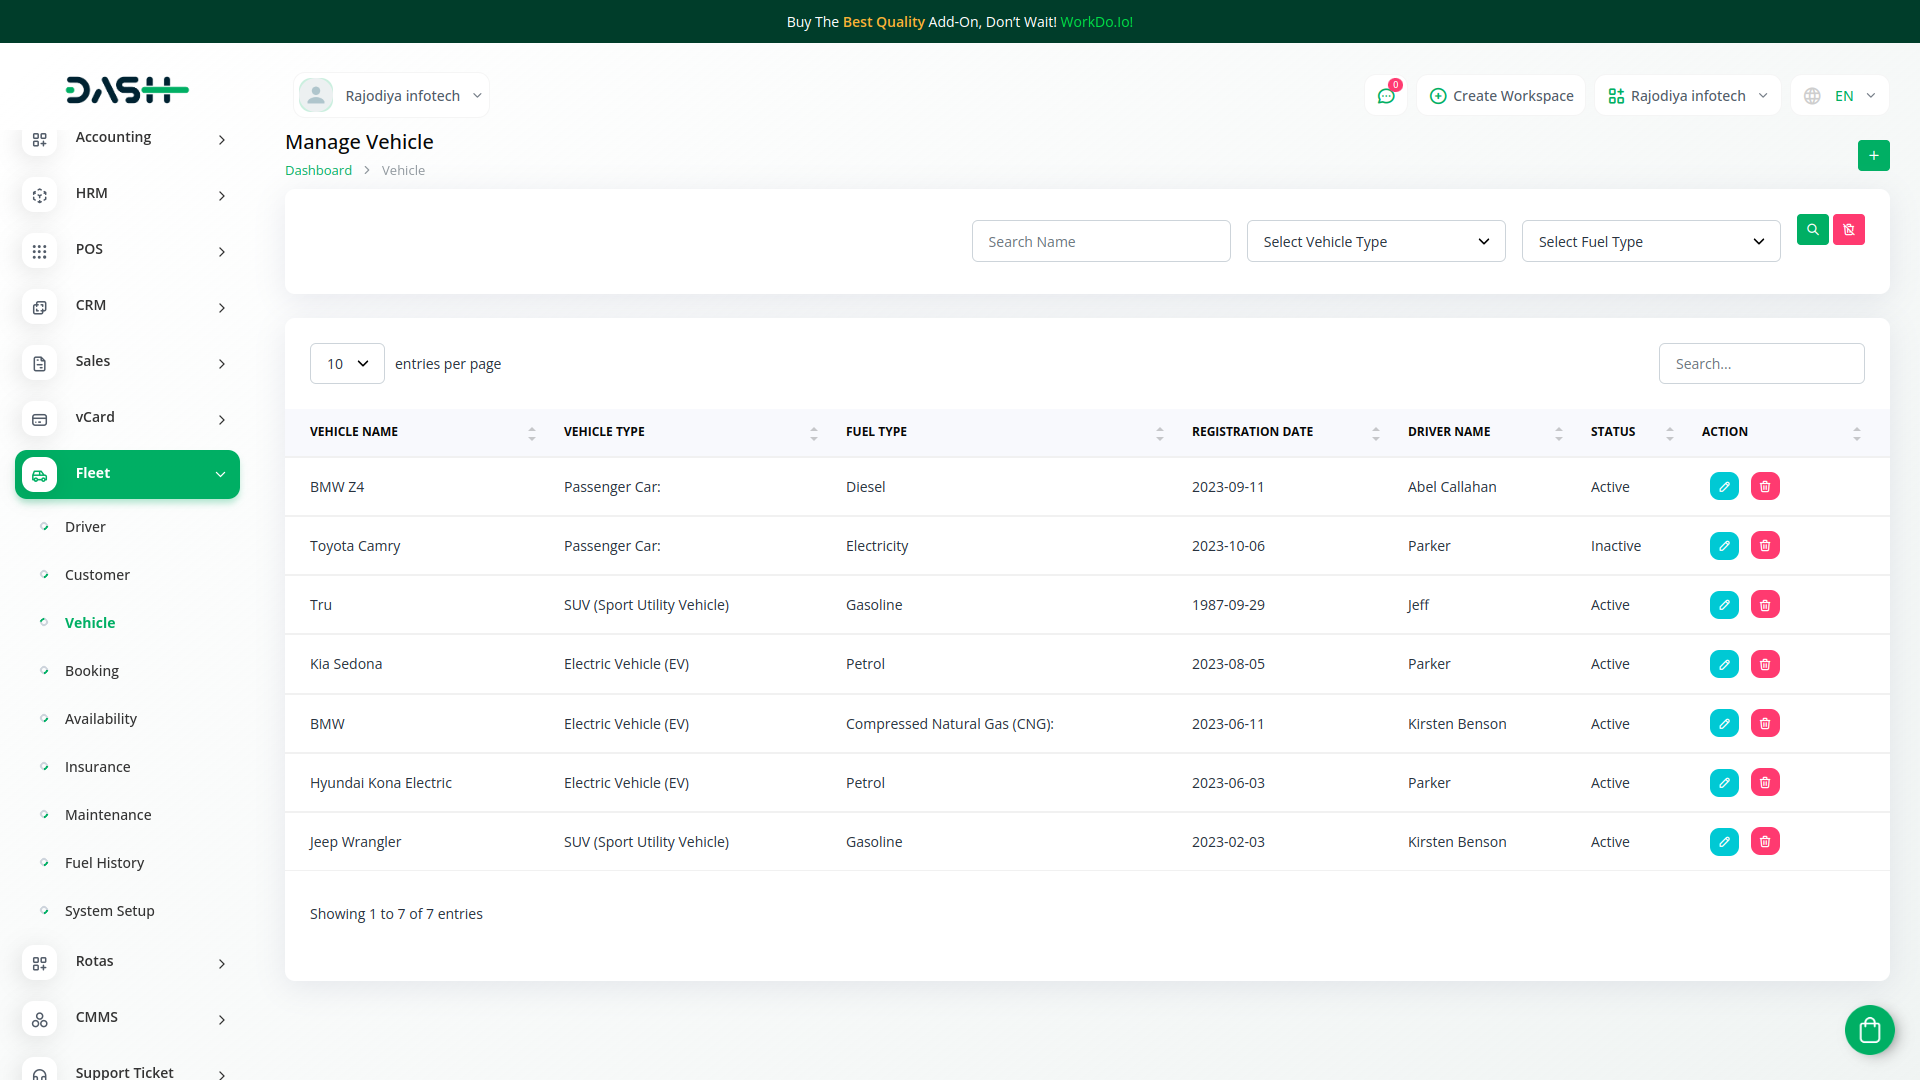 Buy The Best Quality Add-On, Don't Wait! WorkDo.Io!
DASH
Rajodiya infotech
0
Create Workspace
Rajodiya infotech
EN
Accounting
HRM
POS
CRM
Sales
vCard
Fleet
Driver
Customer
Vehicle
Booking
Availability
Insurance
Maintenance
Fuel History
System Setup
Rotas
CMMS
Support Ticket
Manage Vehicle
Dashboard > Vehicle
Search Name
Select Vehicle Type
Select Fuel Type
10 entries per page
Search...
VEHICLE NAME VEHICLE TYPE FUEL TYPE REGISTRATION DATE DRIVER NAME STATUS ACTION
BMW Z4 Passenger Car: Diesel 2023-09-11 Abel Callahan Active
Toyota Camry Passenger Car: Electricity 2023-10-06 Parker Inactive
Tru SUV (Sport Utility Vehicle) Gasoline 1987-09-29 Jeff Active
Kia Sedona Electric Vehicle (EV) Petrol 2023-08-05 Parker Active
BMW Electric Vehicle (EV) Compressed Natural Gas (CNG): 2023-06-11 Kirsten Benson Active
Hyundai Kona Electric Electric Vehicle (EV) Petrol 2023-06-03 Parker Active
Jeep Wrangler SUV (Sport Utility Vehicle) Gasoline 2023-02-03 Kirsten Benson Active
Showing 1 to 7 of 7 entries